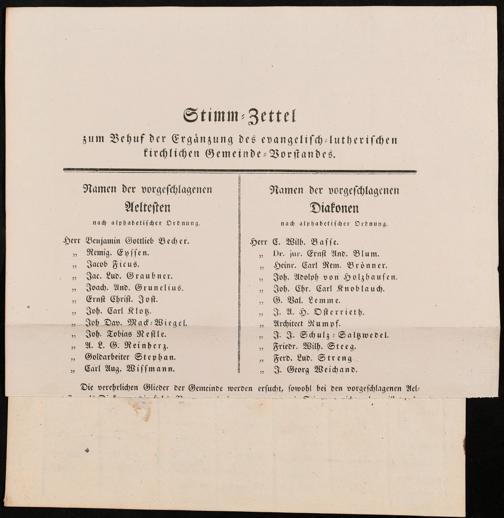 Stimm-Zettel
zum Behuf der Ergänzung des evangelisch-lutherischen
kirchlichen Gemeinde-Vorstandes.
Namen der vorgeschlagenen
Aeltesten
nach alphabetischer Ordnung.
Herr Benjamin Gottlieb Becher.
„ Remig. Eyssen.
„ Jacob Ficus.
„ Jac. Lud. Graubner.
„ Joach. And. Grunelius.
„ Ernst Christ. Jost.
„ Joh. Carl Klotz.
„ Joh Dav. Mack-Wiegel.
„ Joh. Tobias Nestle.
„ A. L. G. Reinherz.
„ Goldarbeiter Stephan.
„ Carl Aug. Wissmann.
Namen der vorgeschlagenen
Diakonen
nach alphabetischer Ordnung.
Herr C. Wilh. Basse.
„ Dr. jur. Ernst And. Blum.
„ Heinr. Carl Rem. Brönner.
„ Joh. Adolph von Holzhausen.
„ Joh. Chr. Carl Knoblauch.
„ G. Val. Lemme.
„ J. A. H. Osterrieth.
„ Architect Rumpf.
„ J. J. Schulz-Saltzwedel.
„ Friedr. Wilh. Steeg.
„ Ferd. Lud. Streng
„ J. Georg Weichand.
Die verehrlichen Glieder der Gemeinde werden ersucht, sowohl bei den vorgeschlagenen Ael-